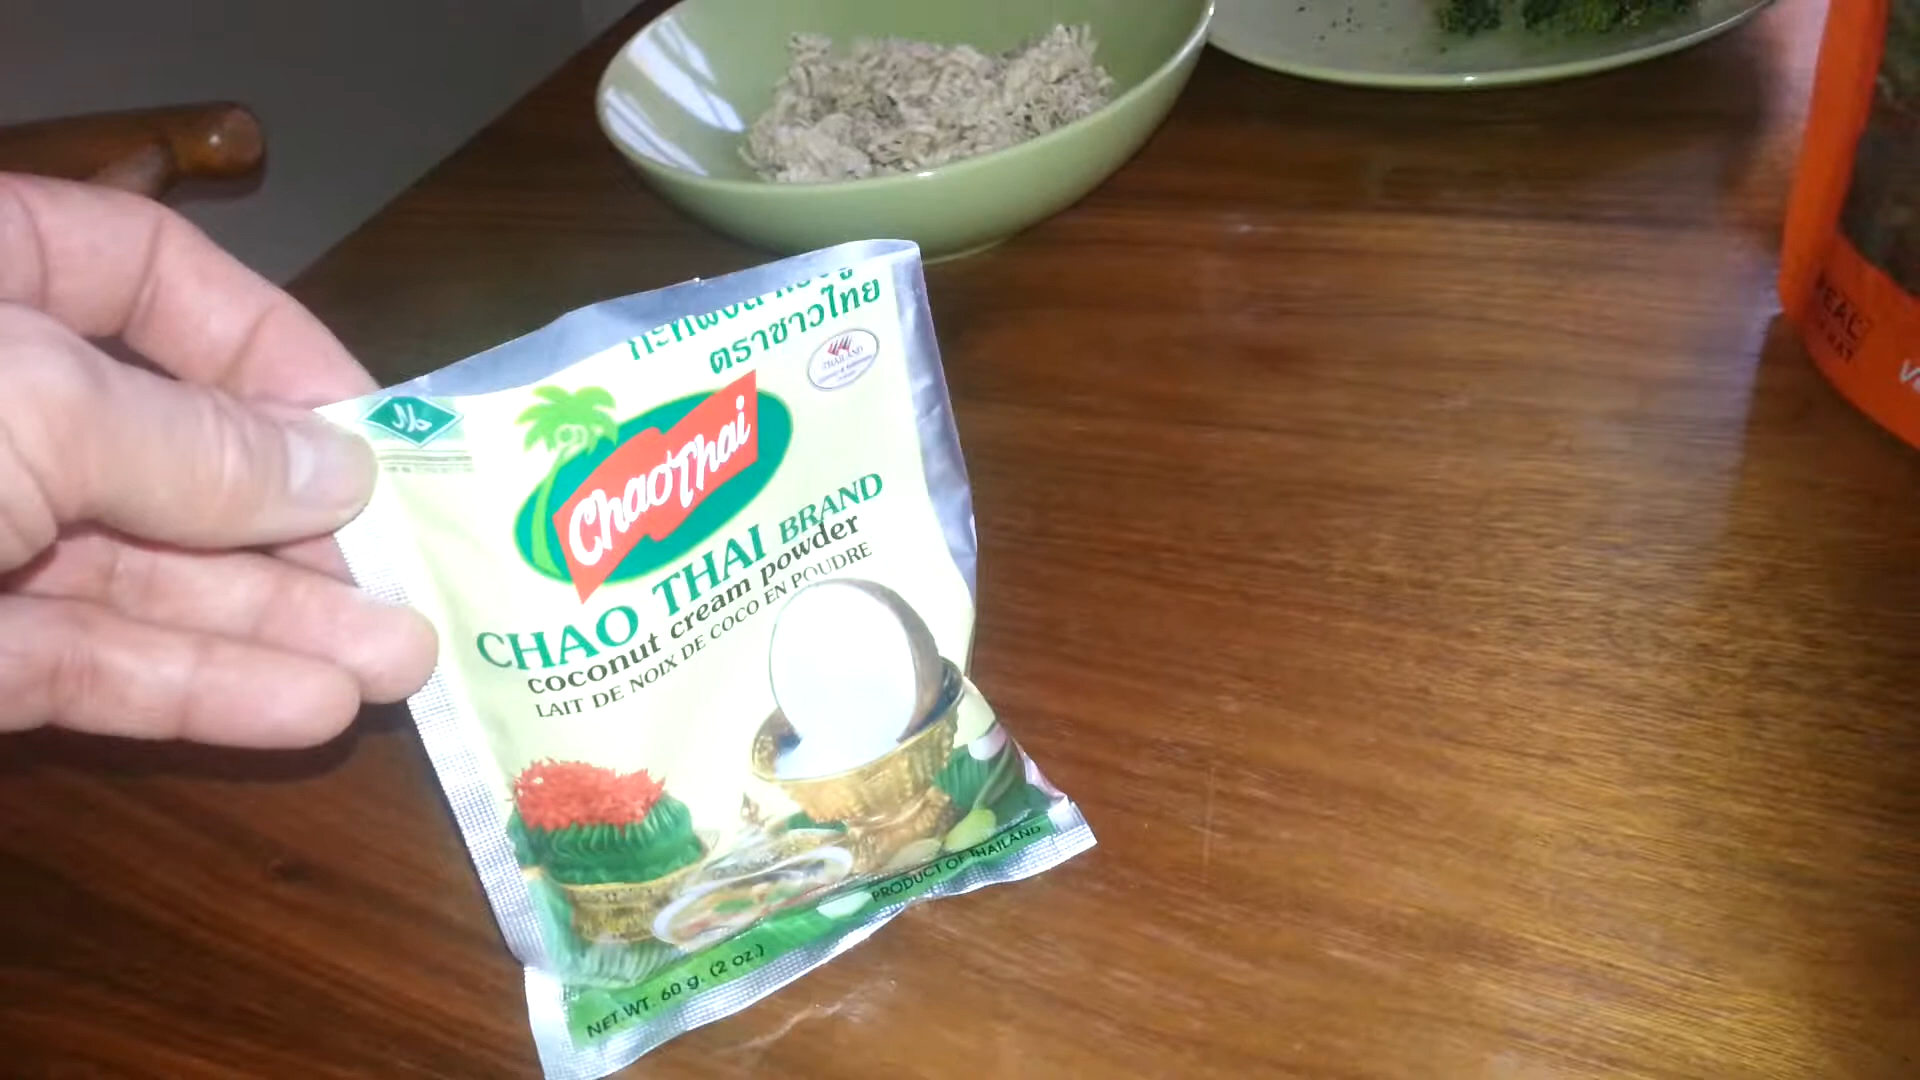 ตราชาวไทย
THAILAND
ChaoThai
CHAO THAI BRAND
coconut cream powder
LAIT DE NOIX DE COCO EN POUDRE
PRODUCT OF THAILAND
NET.WT. 60 g. (2 oz.)